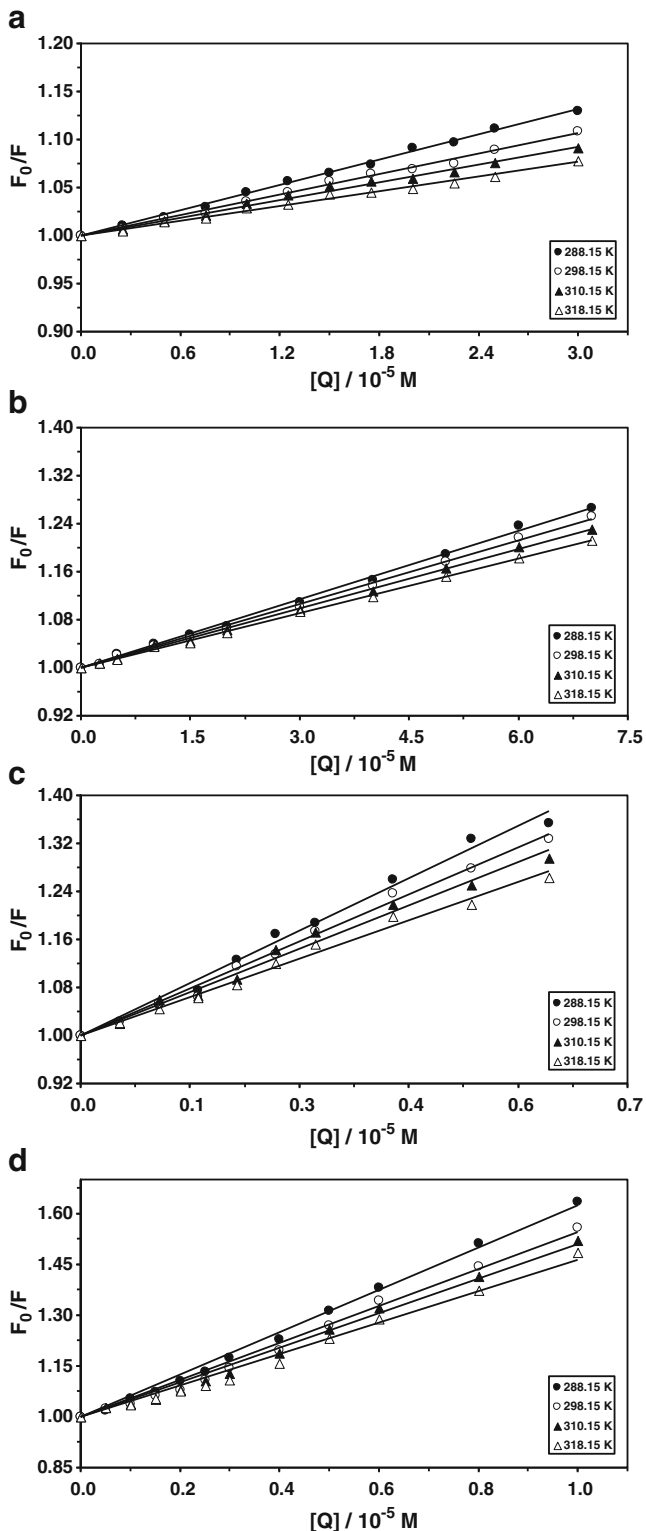 a
1.20
1.15
1.10
1.05
1.00
0.95
0.90
F0/F
288.15 K
298.15 K
310.15 K
318.15 K
0.0 0.6 1.2 1.8 2.4 3.0
[Q] / 10-5 M
b
1.40
1.32
1.24
1.16
1.08
1.00
0.92
F0/F
288.15 K
298.15 K
310.15 K
318.15 K
0.0 1.5 3.0 4.5 6.0 7.5
[Q] / 10-5 M
c
1.40
1.32
1.24
1.16
1.08
1.00
0.92
F0/F
288.15 K
298.15 K
310.15 K
318.15 K
0.0 0.1 0.3 0.4 0.6 0.7
[Q] / 10-5 M
d
1.60
1.45
1.30
1.15
1.00
0.85
F0/F
288.15 K
298.15 K
310.15 K
318.15 K
0.0 0.2 0.4 0.6 0.8 1.0
[Q] / 10-5 M